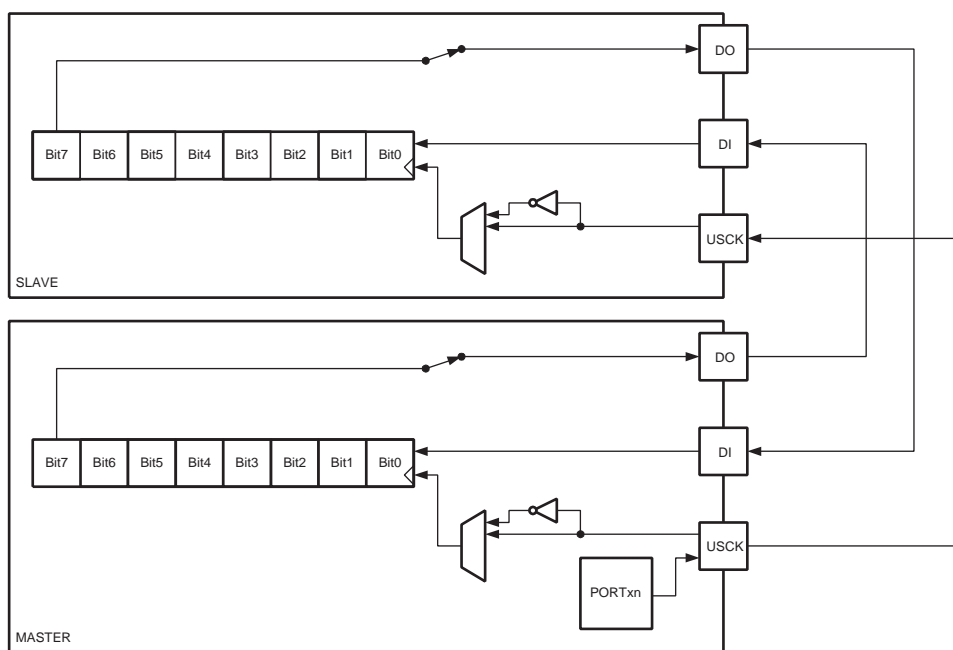 DO
Bit7 Bit6 Bit5 Bit4 Bit3 Bit2 Bit1 Bit0
DI
USCK
SLAVE
DO
Bit7 Bit6 Bit5 Bit4 Bit3 Bit2 Bit1 Bit0
DI
USCK
PORTxn
MASTER